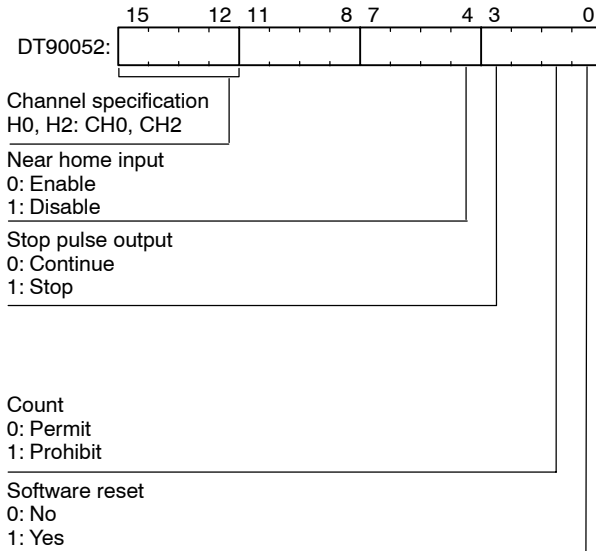 15 12 11 8 7 4 3 0
DT90052:
Channel specification
H0, H2: CH0, CH2
Near home input
0: Enable
1: Disable
Stop pulse output
0: Continue
1: Stop
Count
0: Permit
1: Prohibit
Software reset
0: No
1: Yes